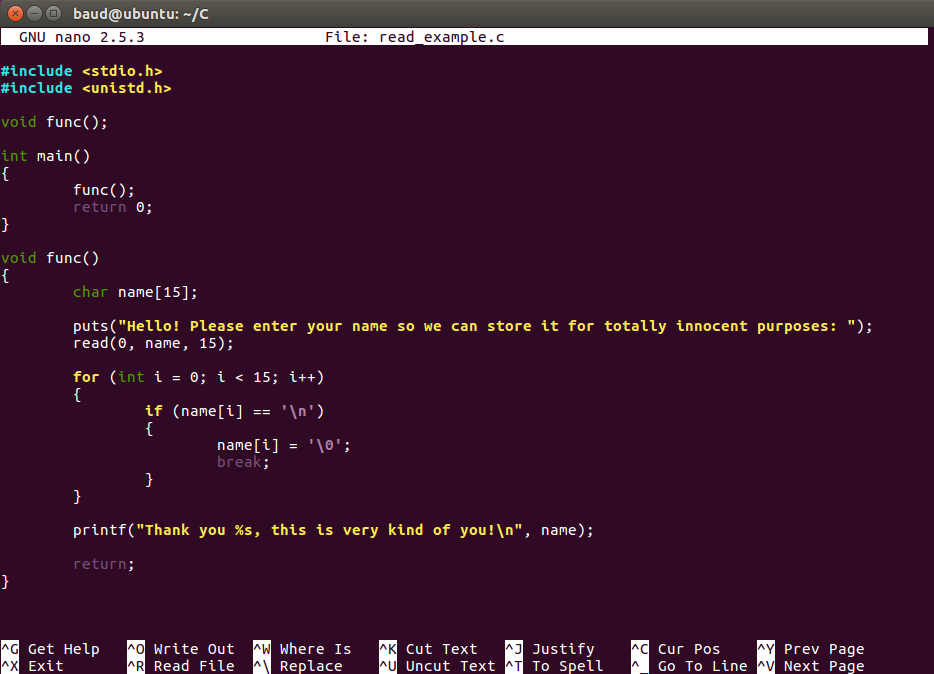 baud@ubuntu: ~/C
GNU nano 2.5.3 File: read_example.c
#include <stdio.h>
#include <unistd.h>
void func();
int main()
{
func();
return 0;
}
void func()
{
char name[15];
puts("Hello! Please enter your name so we can store it for totally innocent purposes: ");
read(0, name, 15);
for (int i = 0; i < 15; i++)
{
if (name[i] == '\n')
{
name[i] = '\0';
break;
}
}
printf("Thank you %s, this is very kind of you!\n", name);
return;
}
^G Get Help ^O Write Out ^W Where Is ^K Cut Text ^J Justify ^C Cur Pos ^Y Prev Page
^X Exit ^R Read File ^\ Replace ^U Uncut Text ^T To Spell ^_ Go To Line ^V Next Page